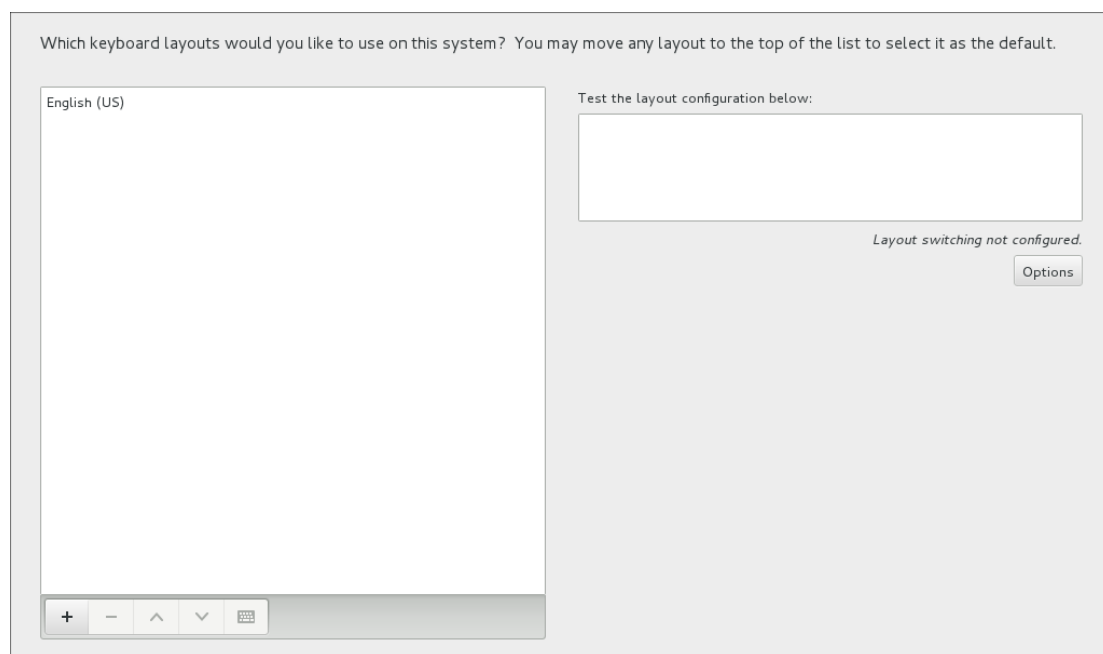 Which keyboard layouts would you like to use on this system?  You may move any layout to the top of the list to select it as the default.
English (US)
Test the layout configuration below:
Layout switching not configured.
Options